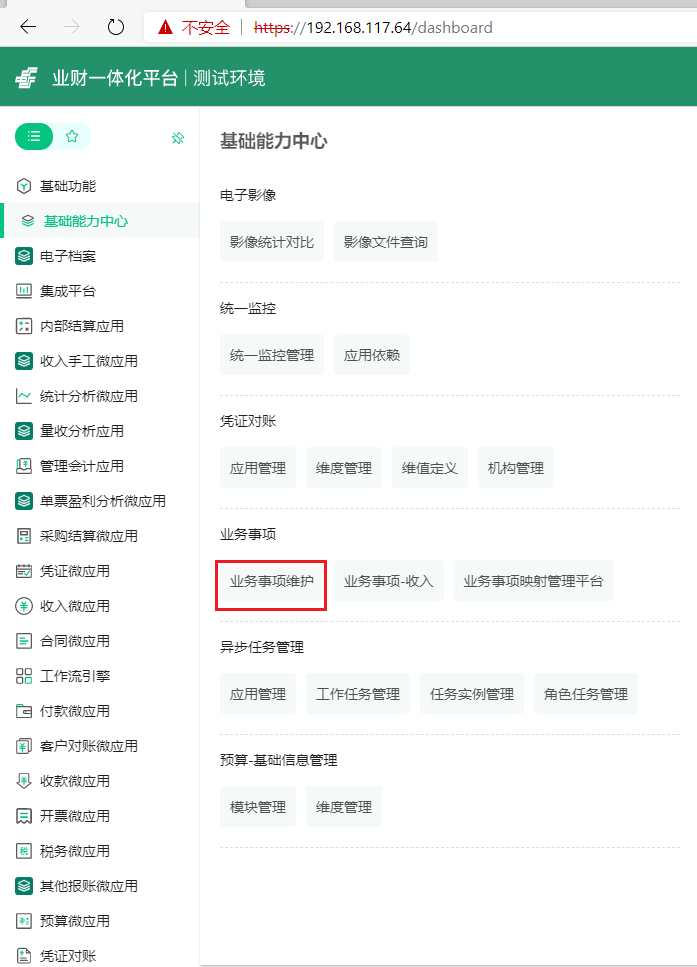 不安全 | https://192.168.117.64/dashboard
业财一体化平台 | 测试环境
基础功能
基础能力中心
电子档案
集成平台
内部结算应用
收入手工微应用
统计分析微应用
量收分析应用
管理会计应用
单票盈利分析微应用
采购结算微应用
凭证微应用
收入微应用
合同微应用
工作流引擎
付款微应用
客户对账微应用
收款微应用
开票微应用
税务微应用
其他报账微应用
预算微应用
凭证对账
基础能力中心
电子影像
影像统计对比 影像文件查询
统一监控
统一监控管理 应用依赖
凭证对账
应用管理 维度管理 维值定义 机构管理
业务事项
业务事项维护 业务事项-收入 业务事项映射管理平台
异步任务管理
应用管理 工作任务管理 任务实例管理 角色任务管理
预算-基础信息管理
模块管理 维度管理